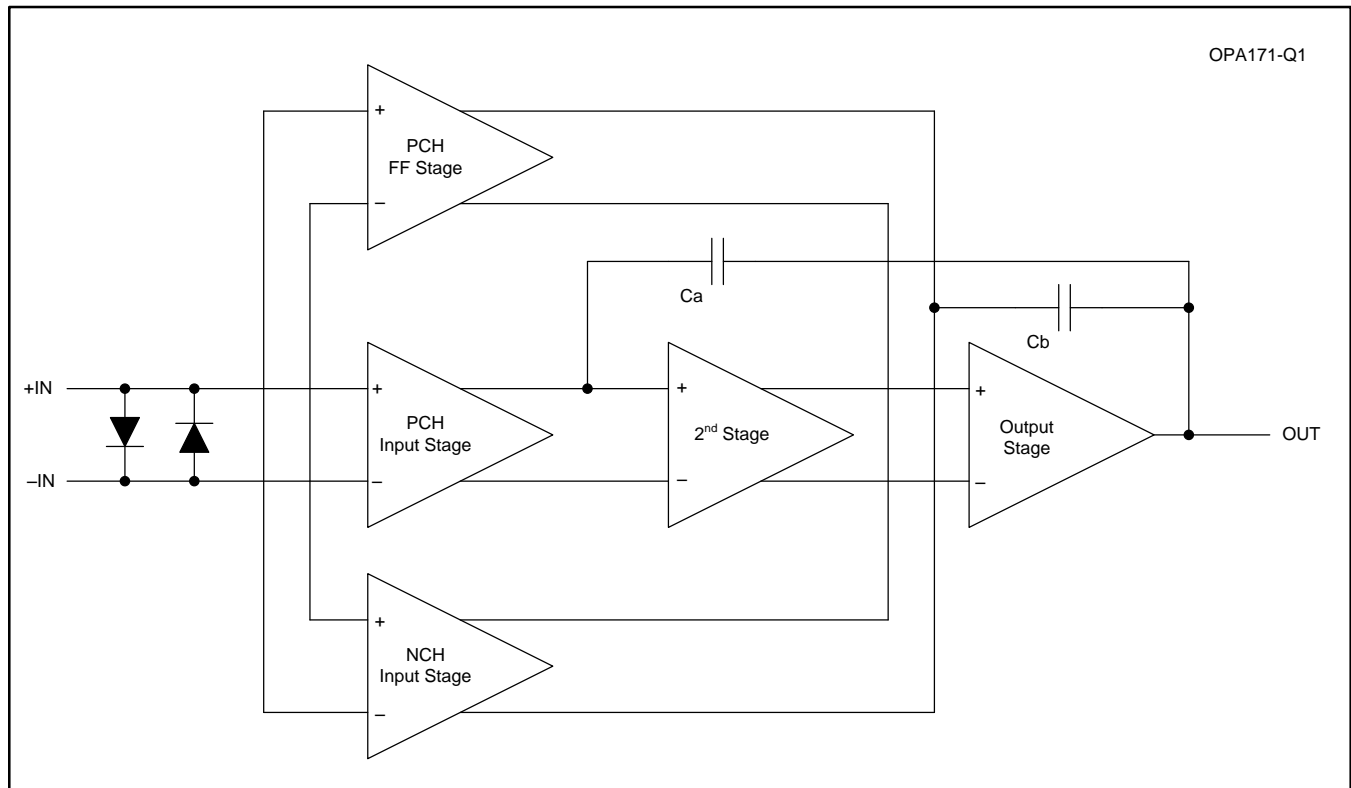 OPA171-Q1
+
PCH
FF Stage
−
Ca
Cb
+IN
+
PCH
Input Stage
−
+
2nd Stage
−
+
Output
Stage
−
OUT
–IN
+
NCH
Input Stage
−